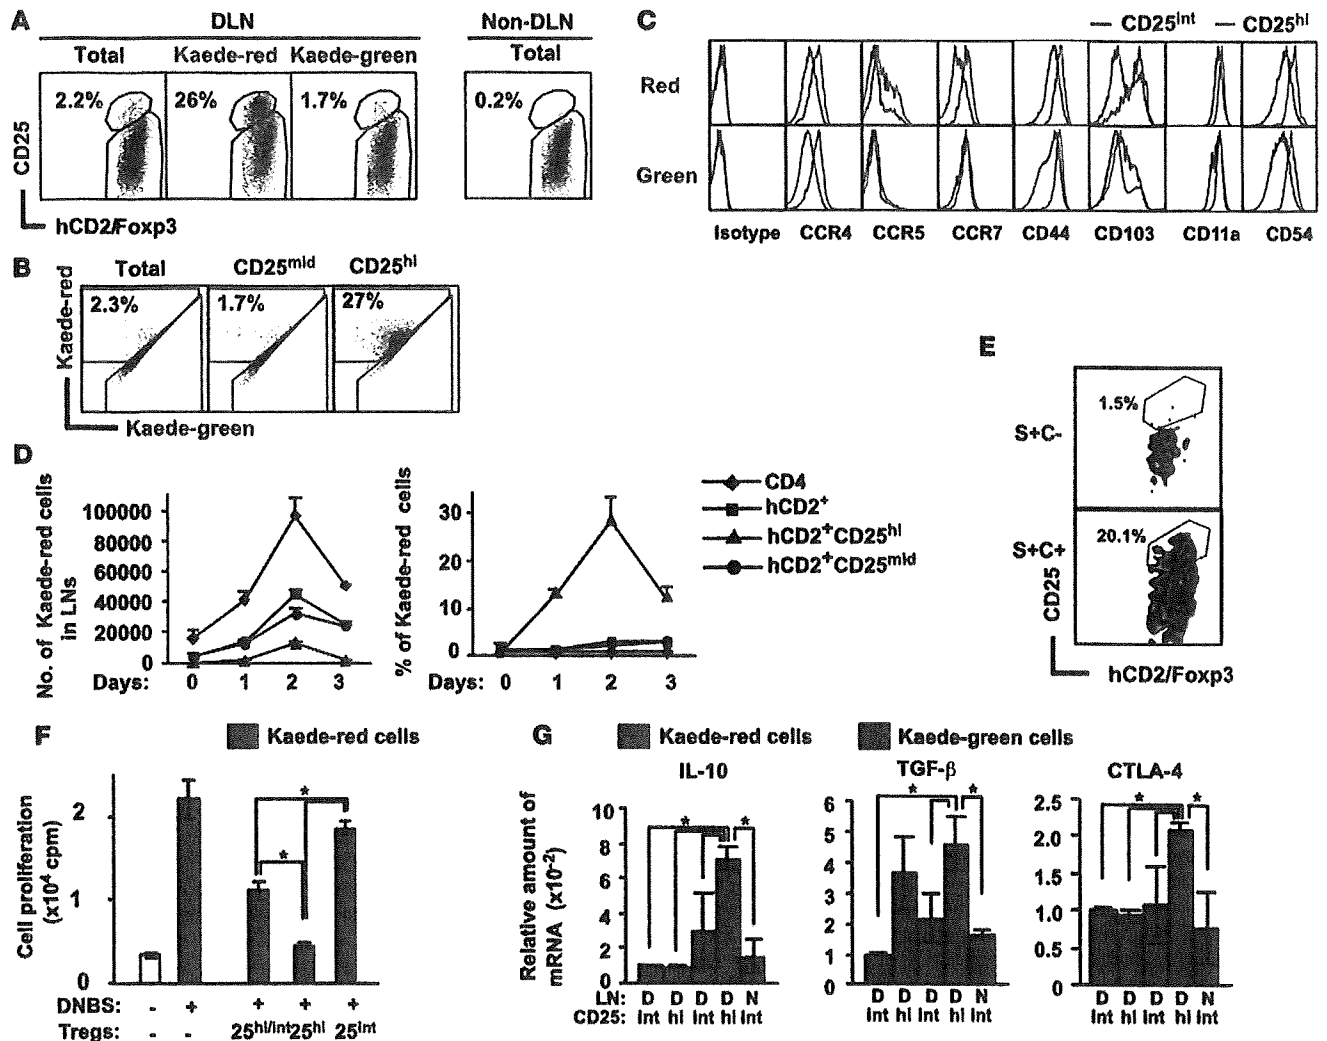 A
DLN
Non-DLN
Total Kaede-red Kaede-green
Total
2.2% 26% 1.7%
0.2%
CD25
hCD2/Foxp3
B
Total CD25mid CD25hi
2.3% 1.7% 27%
Kaede-red
Kaede-green
C
CD25Int CD25hi
Red
Green
Isotype CCR4 CCR5 CCR7 CD44 CD103 CD11a CD54
D
No. of Kaede-red cells
in LNs
100000
80000
60000
40000
20000
0
Days: 0 1 2 3
% of Kaede-red cells
30
20
10
0
Days: 0 1 2 3
CD4
hCD2+
hCD2+CD25hi
hCD2+CD25mid
E
S+C-
1.5%
S+C+
20.1%
CD25
hCD2/Foxp3
F
Kaede-red cells
Cell proliferation
(x104 cpm)
2
1
0
* *
DNBS: - + + + +
Tregs: - - 25hi/int 25hi 25Int
G
Kaede-red cells Kaede-green cells
IL-10
TGF-β
CTLA-4
Relative amount of
mRNA (x10-2)
10
8
6
4
2
0
* *
6
5
4
3
2
1
0
* *
2.5
2.0
1.5
1.0
0.5
0
* *
LN: D D D D N
CD25: Int hi Int hi Int
D D D D N
Int hi Int hi Int
D D D D N
Int hi Int hi Int